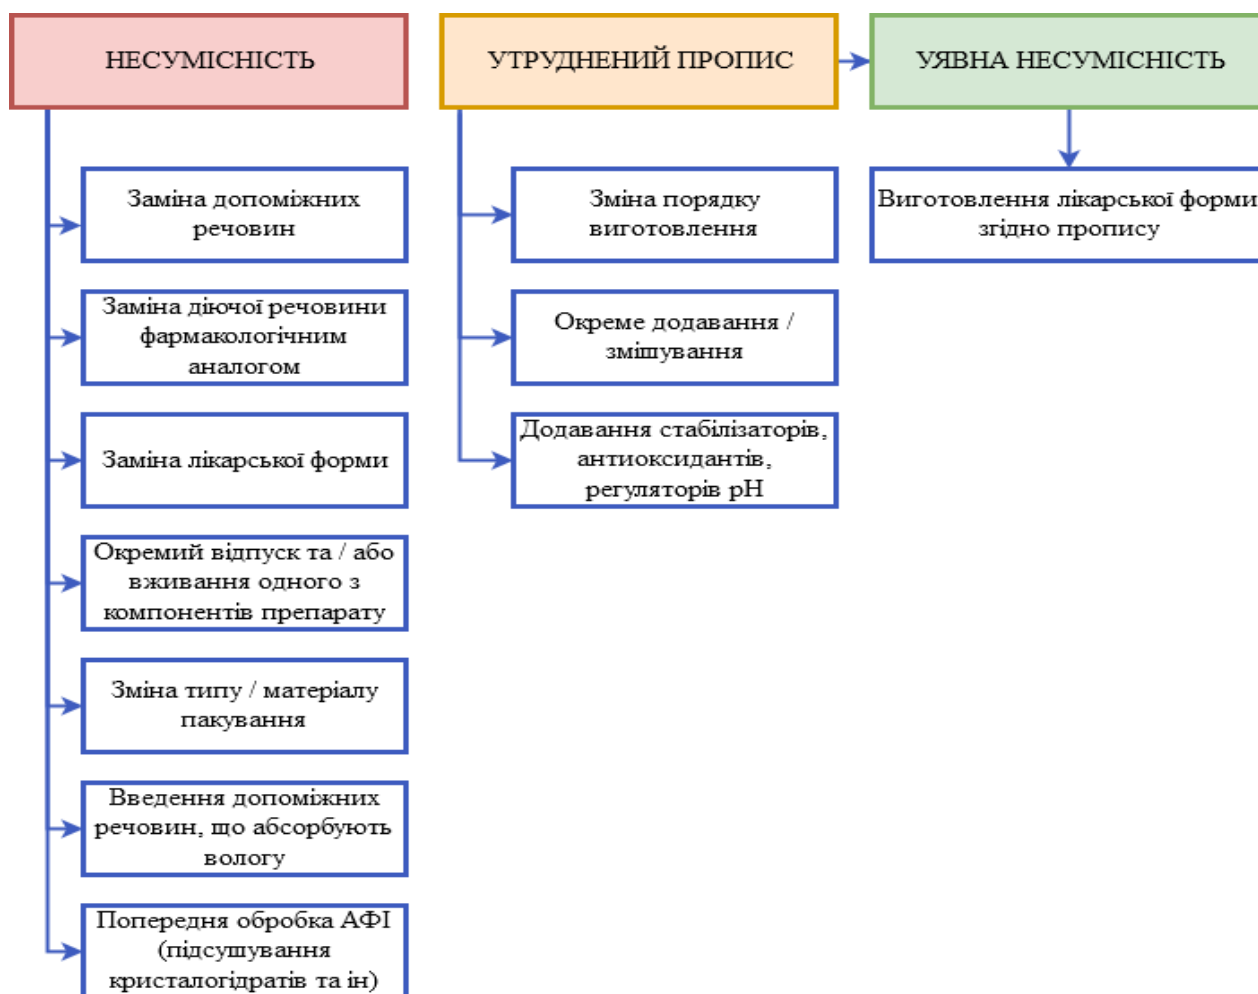 НЕСУМІСНІСТЬ
УТРУДНЕНИЙ ПРОПИС
УЯВНА НЕСУМІСНІСТЬ
Заміна допоміжних
речовин
Заміна діючої речовини
фармакологічним
аналогом
Заміна лікарської форми
Окремий відпуск та / або
вживання одного з
компонентів препарату
Зміна типу / матеріалу
пакування
Введення допоміжних
речовин, що абсорбують
вологу
Попередня обробка АФІ
(підсушування
кристалогідратів та ін)
Зміна порядку
виготовлення
Окреме додавання /
змішування
Додавання стабілізаторів,
антиоксидантів,
регуляторів pH
Виготовлення лікарської форми
згідно пропису